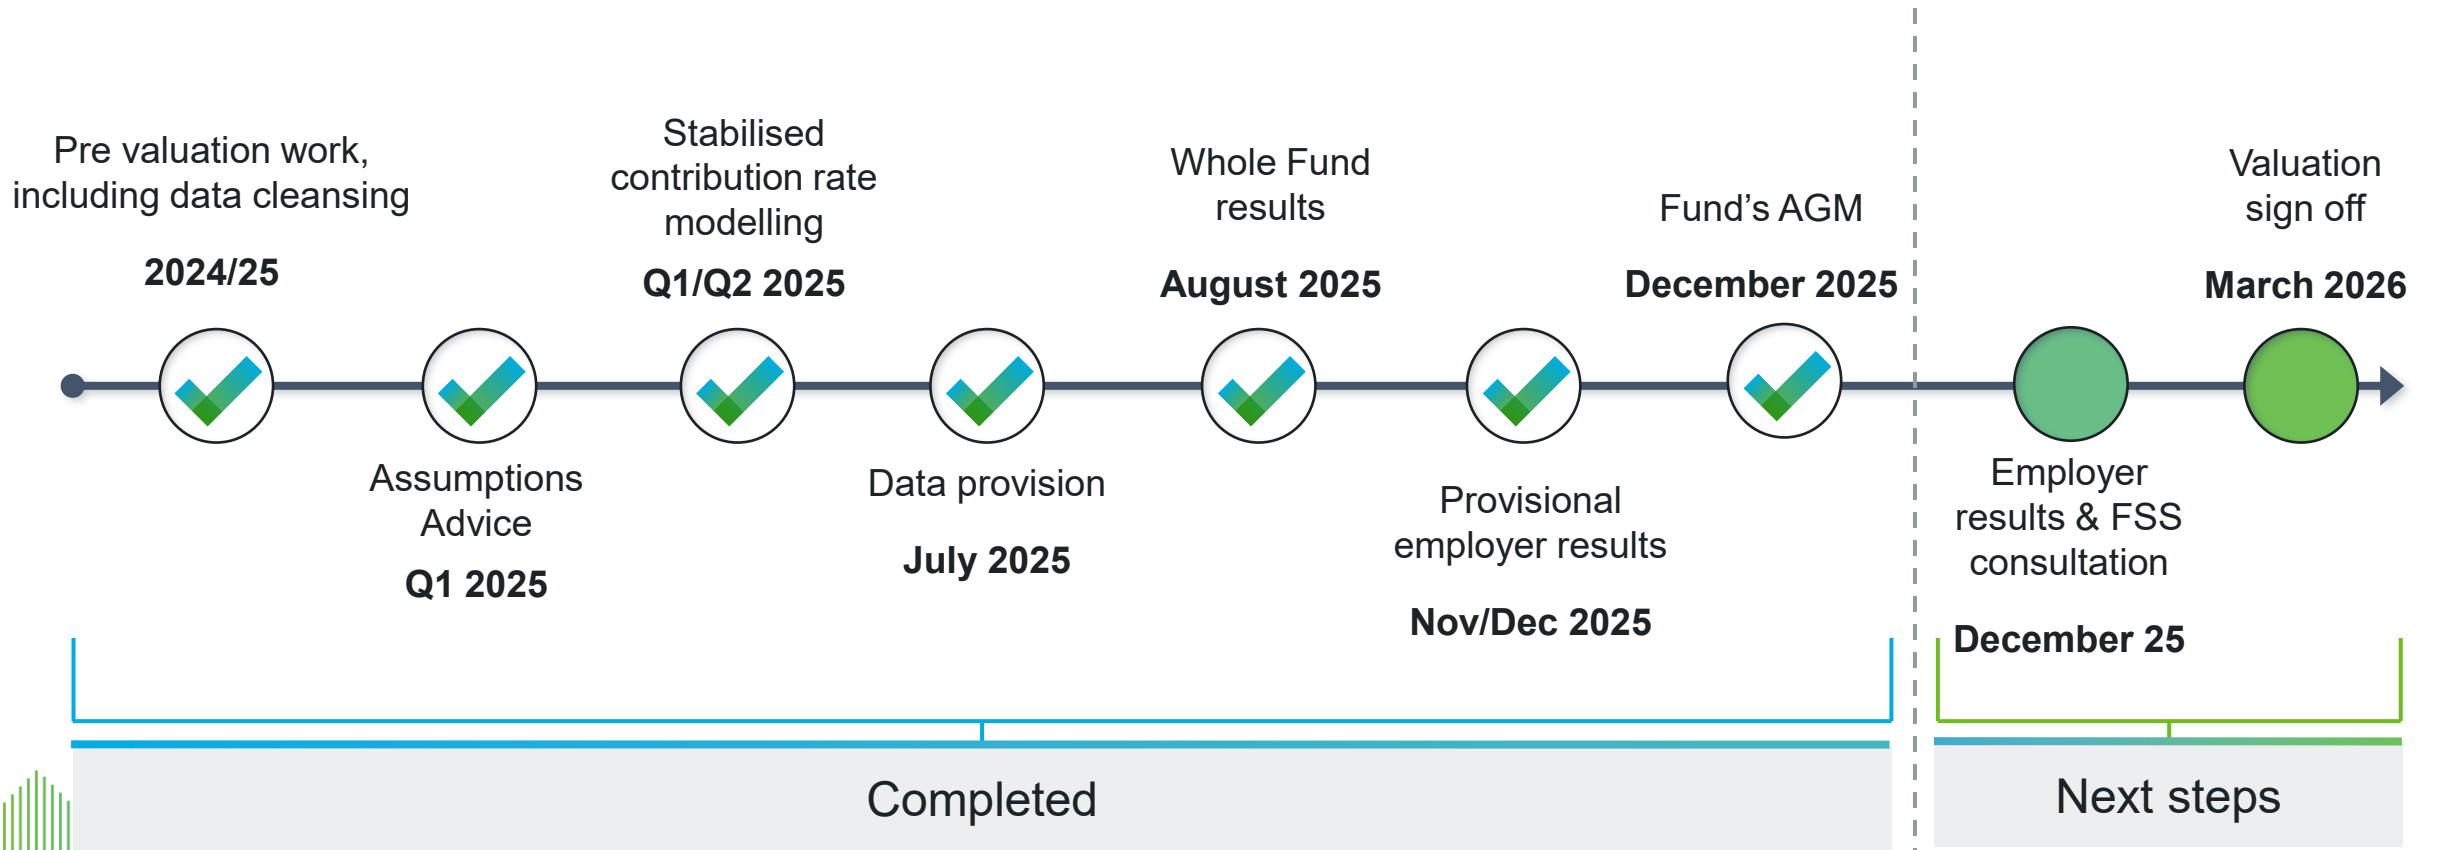 Pre valuation work,
including data cleansing
2024/25
Assumptions
Advice
Q1 2025
Stabilised
contribution rate
modelling
Q1/Q2 2025
Data provision
July 2025
Whole Fund
results
August 2025
Provisional
employer results
Nov/Dec 2025
Fund’s AGM
December 2025
Employer
results & FSS
consultation
December 25
Valuation
sign off
March 2026
Completed
Next steps